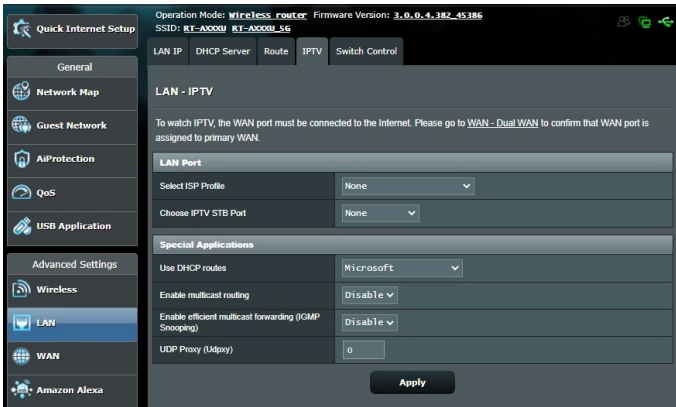 Quick Internet Setup
General
Network Map
Guest Network
AiProtection
QoS
USB Application
Advanced Settings
Wireless
LAN
WAN
Amazon Alexa
Operation Mode: Wireless router Firmware Version: 3.0.0.4.382_45386
SSID: RT-AXXXU RT-AXXXU_5G
LAN IP DHCP Server Route IPTV Switch Control
LAN - IPTV
To watch IPTV, the WAN port must be connected to the Internet. Please go to WAN - Dual WAN to confirm that WAN port is
assigned to primary WAN.
LAN Port
Select ISP Profile None
Choose IPTV STB Port None
Special Applications
Use DHCP routes Microsoft
Enable multicast routing Disable
Enable efficient multicast forwarding (IGMP
Snooping) Disable
UDP Proxy (Udpxy) 0
Apply